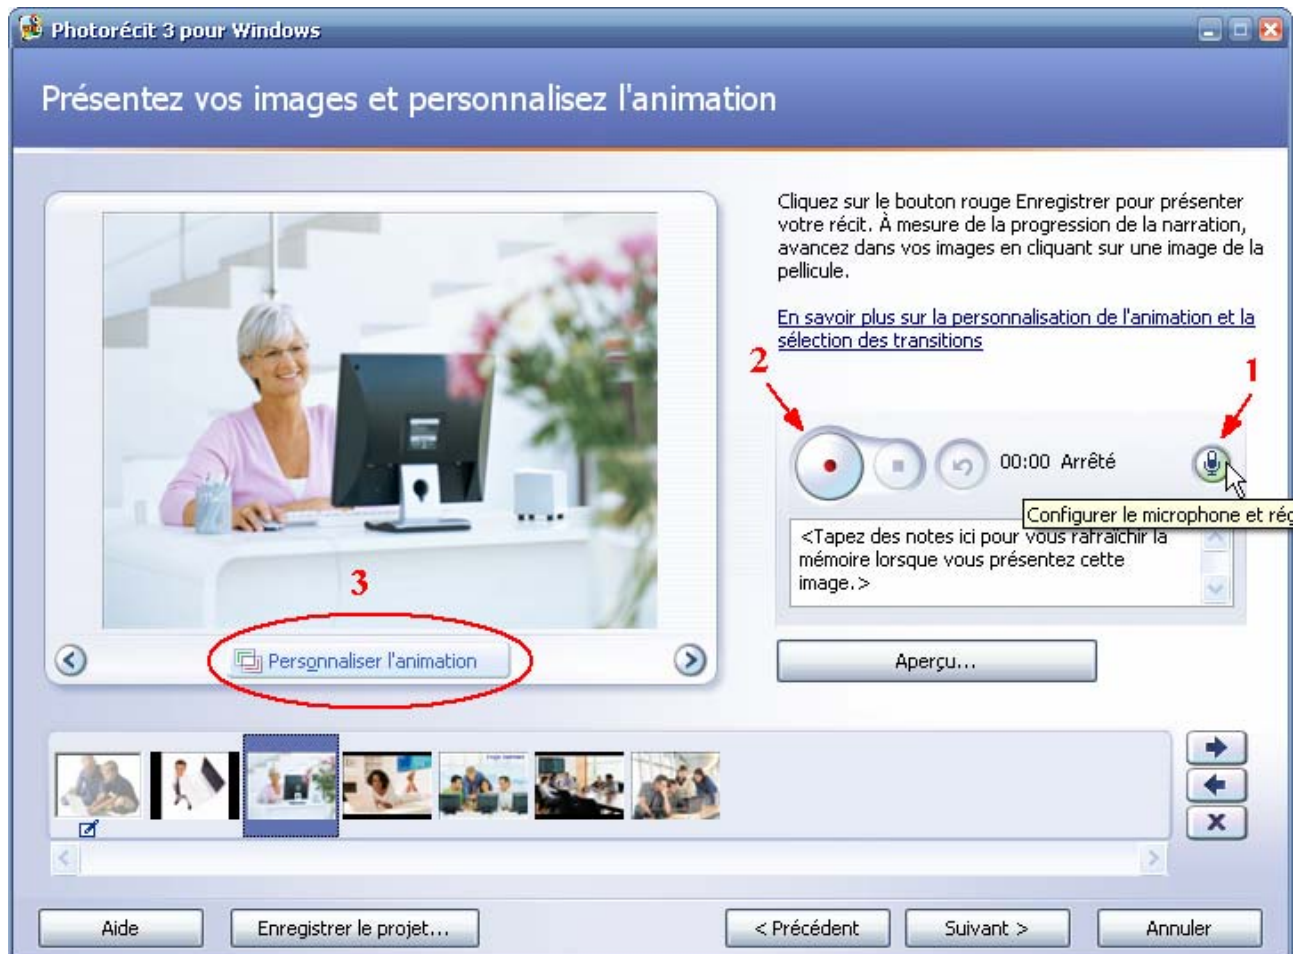 Photorécit 3 pour Windows
Présentez vos images et personnalisez l'animation
Cliquez sur le bouton rouge Enregistrer pour présenter
votre récit. À mesure de la progression de la narration,
avancez dans vos images en cliquant sur une image de la
pellicule.
En savoir plus sur la personnalisation de l'animation et la
sélection des transitions
2
1
00:00 Arrêté
Configurer le microphone et rég
<Tapez des notes ici pour vous rafraîchir la
mémoire lorsque vous présentez cette
image.>
3
Personnaliser l'animation
Aperçu...
Aide
Enregistrer le projet...
< Précédent
Suivant >
Annuler